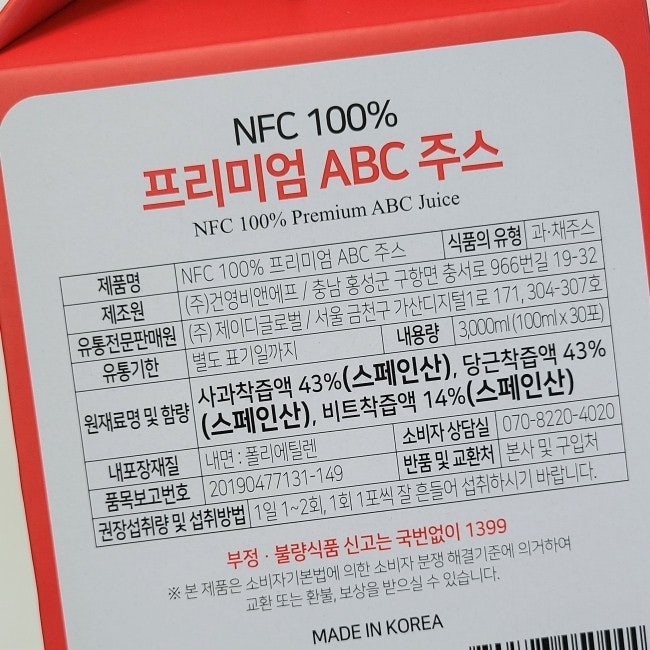 NFC 100%
프리미엄 ABC 주스
NFC 100% Premium ABC Juice
제품명 NFC 100% 프리미엄 ABC 주스 식품의 유형 과·채주스
제조원 (주)건영비앤에프 / 충남 홍성군 구항면 충서로 966번길 19-32
유통전문판매원 (주) 제이디글로벌 / 서울 금천구 가산디지털1로 171, 304-307호
유통기한 별도 표기일까지 내용량 3,000ml(100ml x 30포)
원재료명 및 함량 사과착즙액 43%(스페인산), 당근착즙액 43%
(스페인산), 비트착즙액 14%(스페인산)
내포장재질 내면 : 폴리에틸렌 소비자 상담실 070-8220-4020
품목보고번호 20190477131-149 반품 및 교환처 본사 및 구입처
권장섭취량 및 섭취방법 1일 1~2회, 1회 1포씩 잘 흔들어 섭취하시기 바랍니다.
부정 · 불량식품 신고는 국번없이 1399
※ 본 제품은 소비자기본법에 의한 소비자 분쟁 해결기준에 의거하여
교환 또는 환불, 보상을 받으실 수 있습니다.
MADE IN KOREA